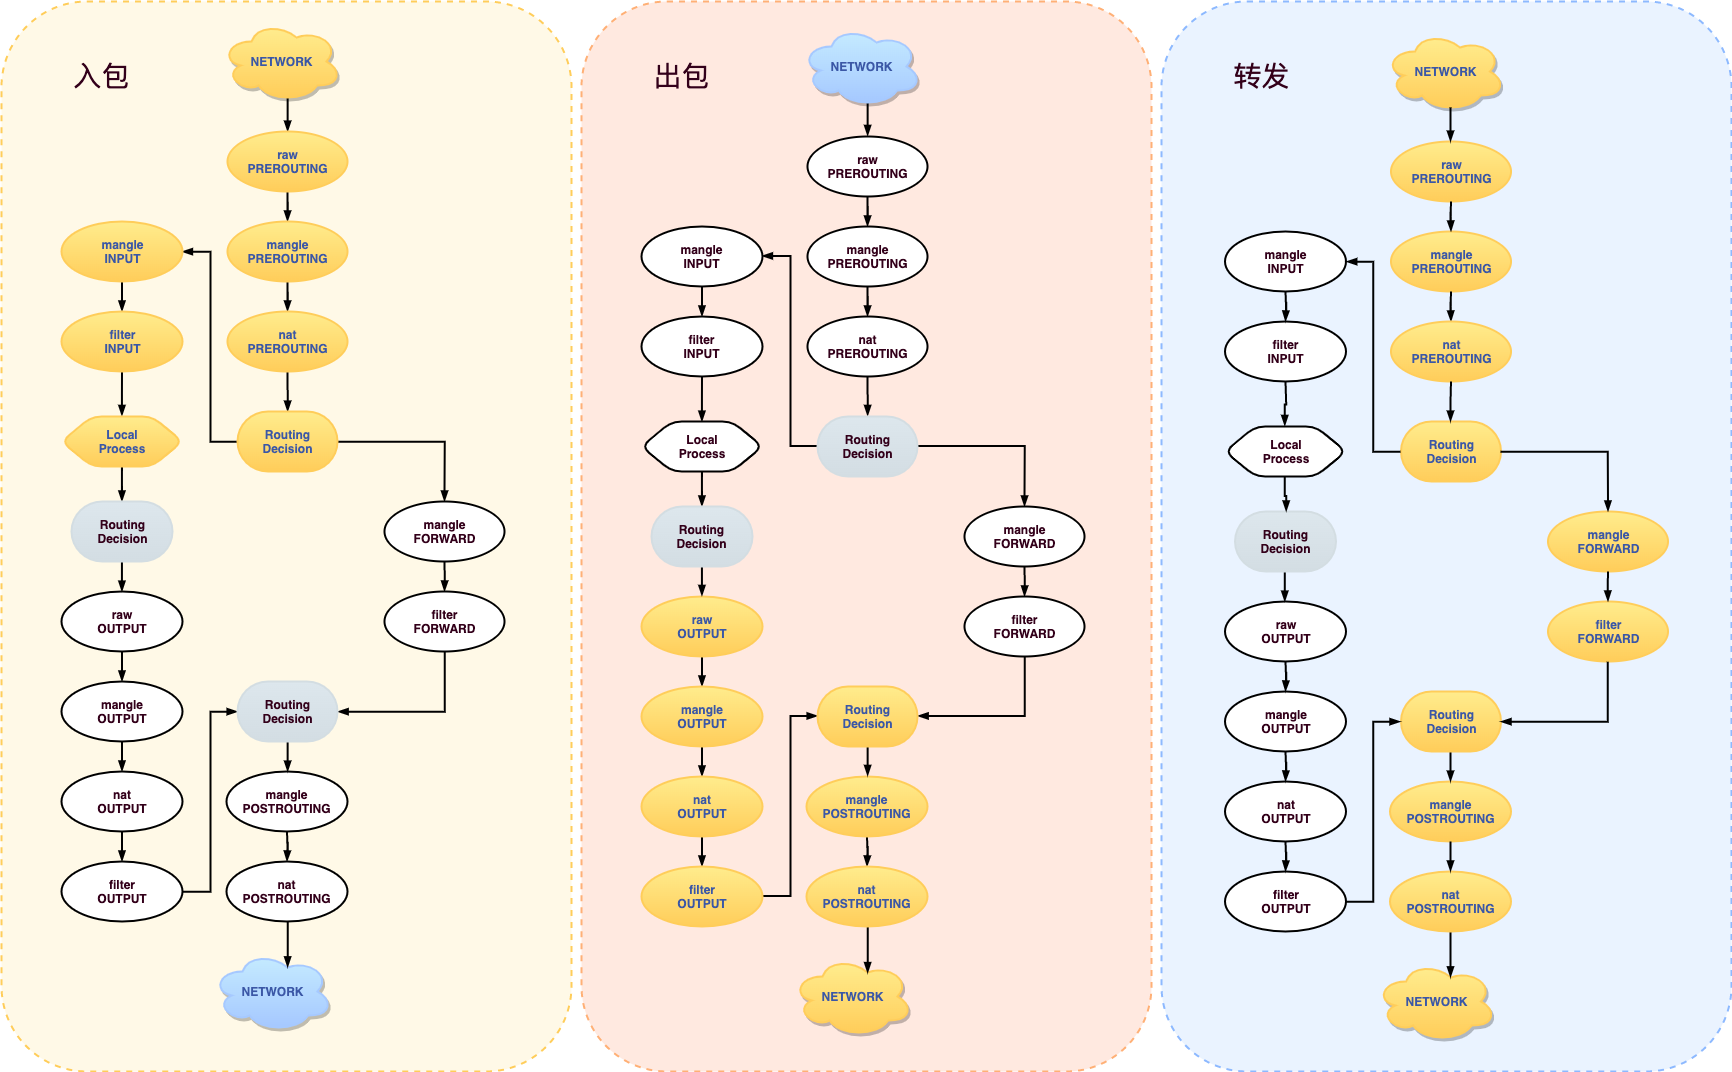 入包
NETWORK
raw
PREROUTING
mangle
INPUT
mangle
PREROUTING
filter
INPUT
nat
PREROUTING
Local
Process
Routing
Decision
Routing
Decision
mangle
FORWARD
raw
OUTPUT
filter
FORWARD
mangle
OUTPUT
Routing
Decision
nat
OUTPUT
mangle
POSTROUTING
filter
OUTPUT
nat
POSTROUTING
NETWORK
出包
NETWORK
raw
PREROUTING
mangle
INPUT
mangle
PREROUTING
filter
INPUT
nat
PREROUTING
Local
Process
Routing
Decision
Routing
Decision
mangle
FORWARD
raw
OUTPUT
filter
FORWARD
mangle
OUTPUT
Routing
Decision
nat
OUTPUT
mangle
POSTROUTING
filter
OUTPUT
nat
POSTROUTING
NETWORK
转发
NETWORK
raw
PREROUTING
mangle
INPUT
mangle
PREROUTING
filter
INPUT
nat
PREROUTING
Local
Process
Routing
Decision
Routing
Decision
mangle
FORWARD
raw
OUTPUT
filter
FORWARD
mangle
OUTPUT
Routing
Decision
nat
OUTPUT
mangle
POSTROUTING
filter
OUTPUT
nat
POSTROUTING
NETWORK